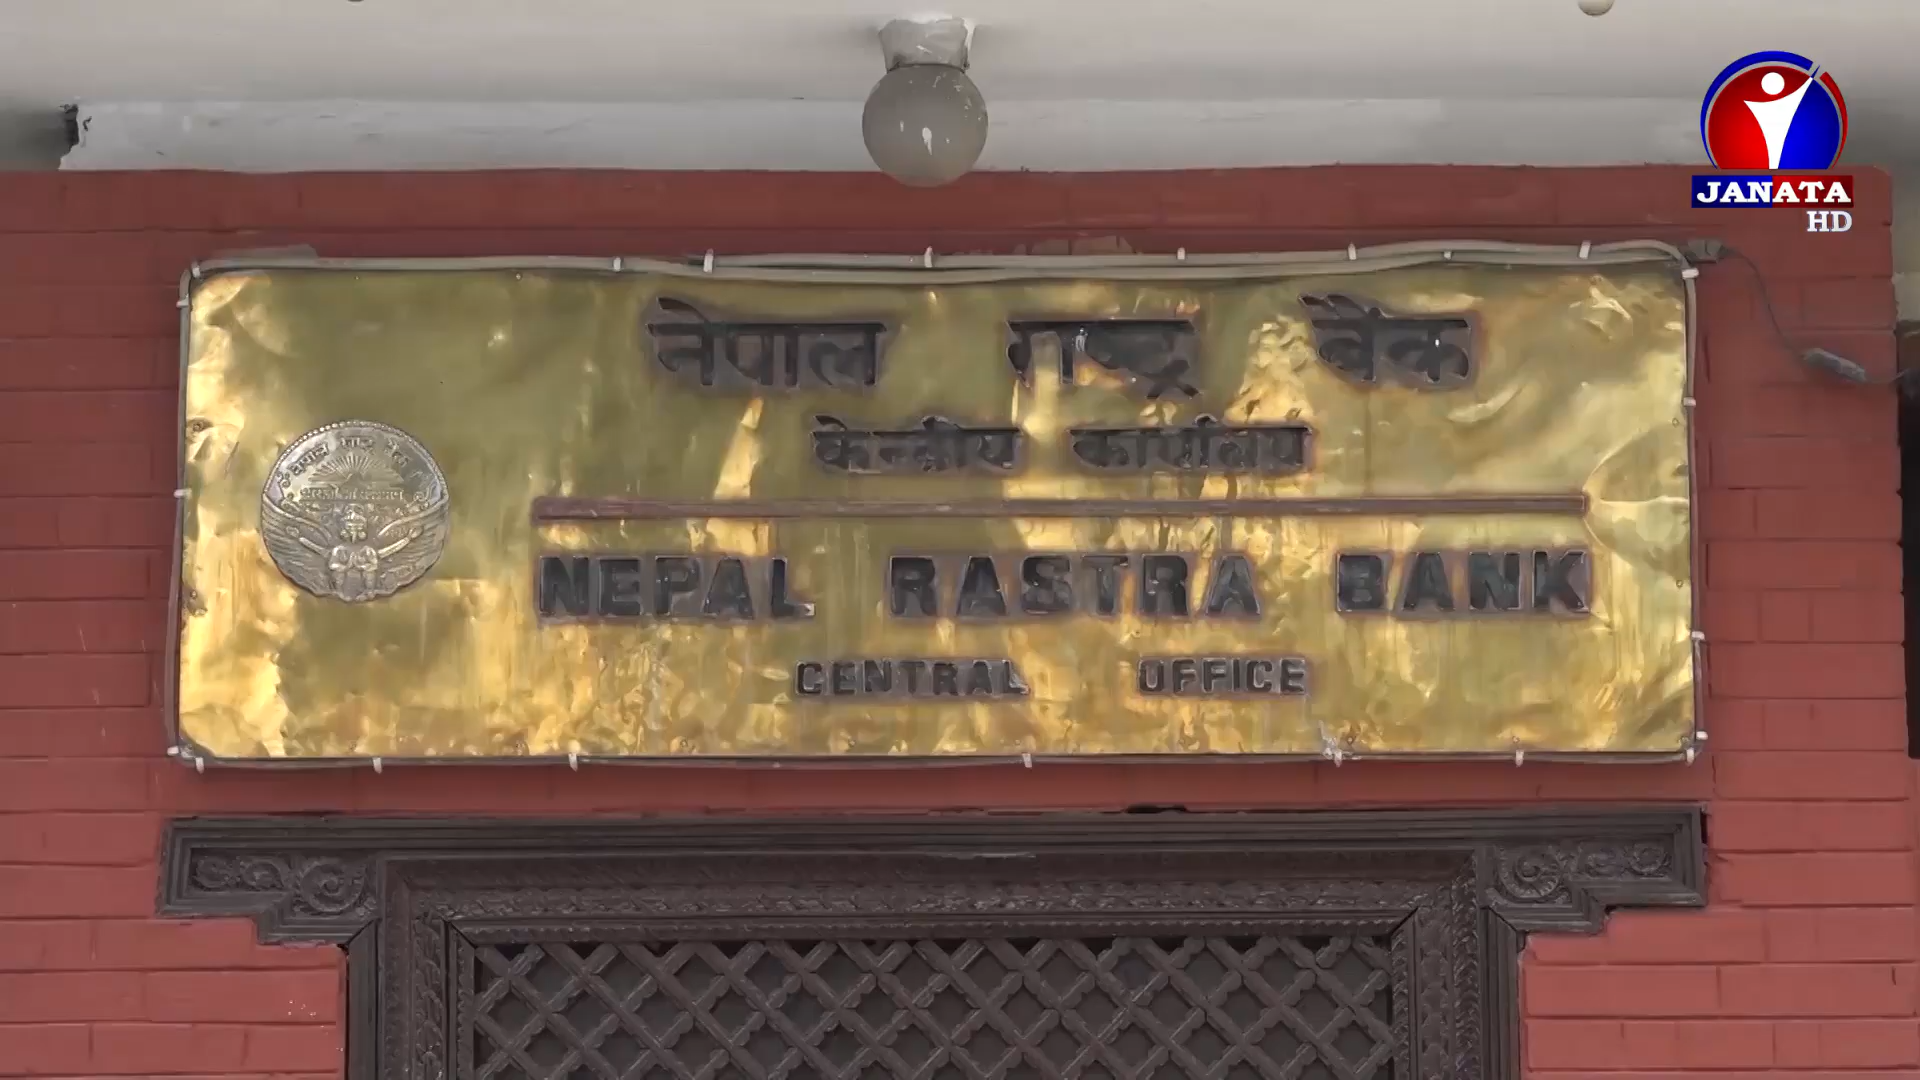 JANATA
HD
नेपाल राष्ट्र बैंक
केन्द्रीय कार्यालय
NEPAL RASTRA BANK
CENTRAL OFFICE
नेपाल राष्ट्र बैंक